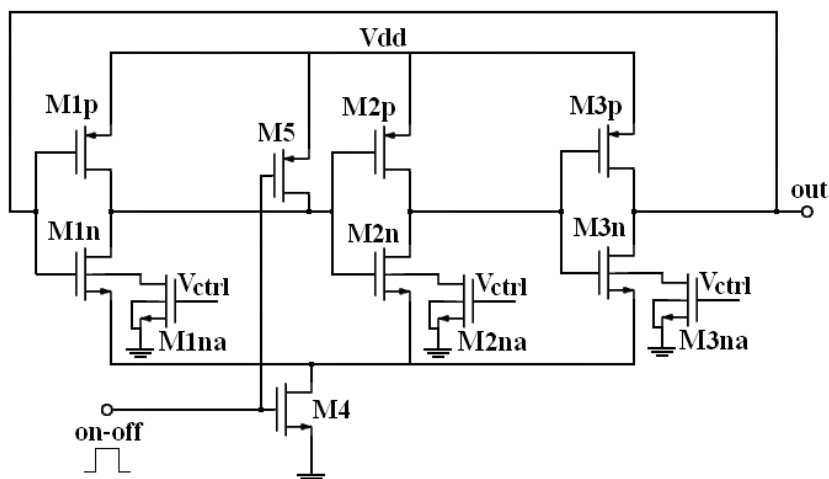 Vdd
M1p
M5
M2p
M3p
out
M1n
M2n
M3n
Vctrl
Vctrl
Vctrl
M1na
M2na
M3na
M4
on-off